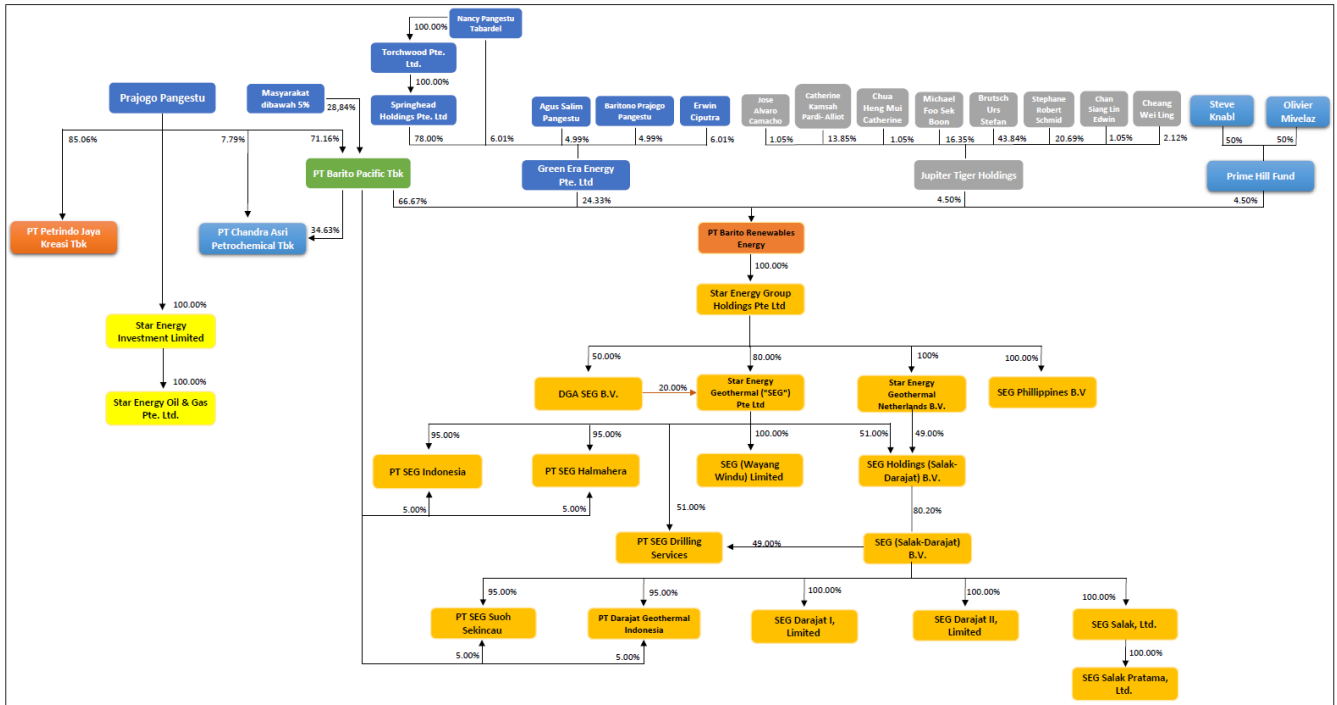 Nancy Pangestu
Tabardel
100.00%
Torchwood Pte.
Ltd.
100.00%
Prajogo Pangestu
Masyarakat
dibawah 5%
28,84%
Springhead
Holdings Pte. Ltd
Agus Salim
Pangestu
Baritono Prajogo
Pangestu
Erwin
Ciputra
Jose
Alvaro
Camacho
Catherine
Kamsah
Pardi- Alliot
Chua
Heng Mui
Catherine
Michael
Foo Sek
Boon
Brutsch
Urs
Stefan
Stephane
Robert
Schmid
Chan
Siang Lin
Edwin
Cheang
Wei Ling
Steve
Knabl
Olivier
Mivelaz
85.06%
7.79%
71.16%
78.00%
6.01%
4.99%
4.99%
6.01%
1.05%
13.85%
1.05%
16.35%
43.84%
20.69%
1.05%
2.12%
50%
50%
PT Barito Pacific Tbk
Green Era Energy
Pte. Ltd
Jupiter Tiger Holdings
Prime Hill Fund
66.67%
24.33%
4.50%
4.50%
PT Petrindo Jaya
Kreasi Tbk
PT Chandra Asri
Petrochemical Tbk
34.63%
PT Barito Renewables
Energy
100.00%
100.00%
Star Energy Group
Holdings Pte Ltd
Star Energy
Investment Limited
50.00%
80.00%
100%
100.00%
100.00%
Star Energy Oil & Gas
Pte. Ltd.
DGA SEG B.V.
20.00%
Star Energy
Geothermal ("SEG")
Pte Ltd
Star Energy
Geothermal
Netherlands B.V.
SEG Phillippines B.V
95.00%
95.00%
100.00%
51.00%
49.00%
PT SEG Indonesia
PT SEG Halmahera
SEG (Wayang
Windu) Limited
SEG Holdings (Salak-
Darajat) B.V.
5.00%
5.00%
51.00%
80.20%
PT SEG Drilling
Services
49.00%
SEG (Salak-Darajat)
B.V.
95.00%
95.00%
100.00%
100.00%
100.00%
PT SEG Suoh
Sekincau
PT Darajat Geothermal
Indonesia
SEG Darajat I,
Limited
SEG Darajat II,
Limited
SEG Salak, Ltd.
5.00%
5.00%
100.00%
SEG Salak Pratama,
Ltd.